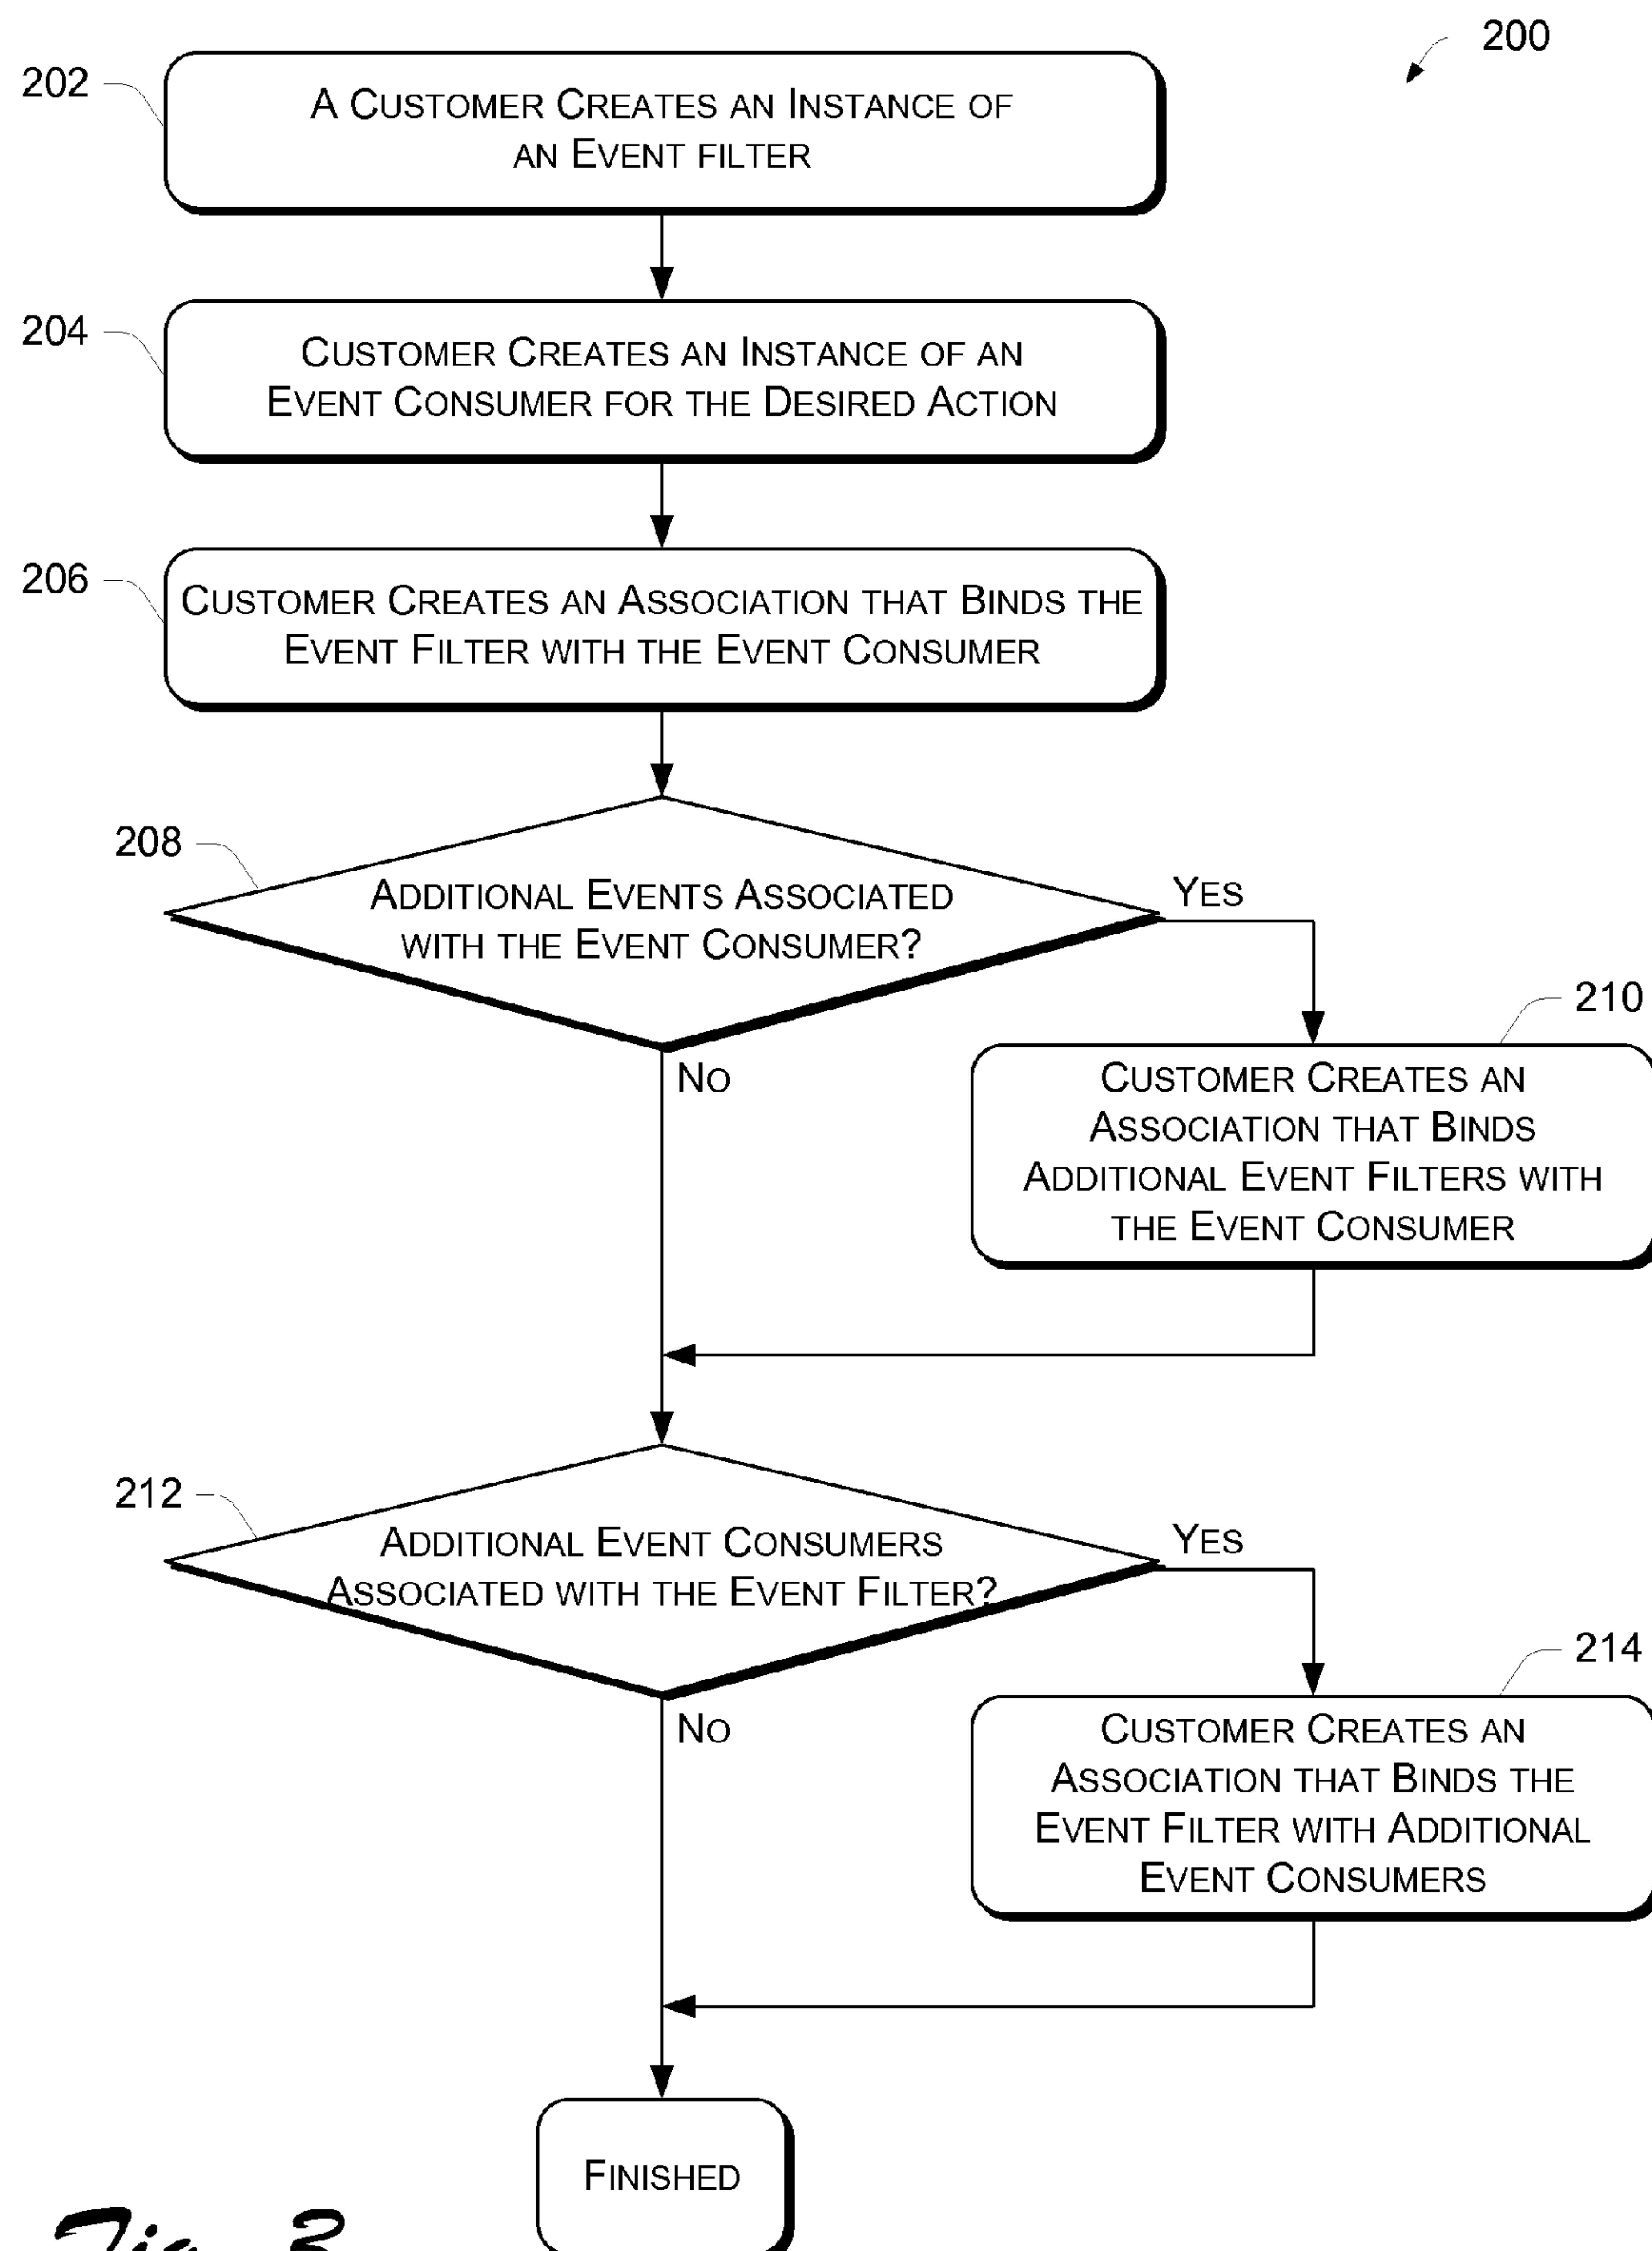 200
202
A Customer Creates an Instance of
an Event filter
204
Customer Creates an Instance of an
Event Consumer for the Desired Action
206
Customer Creates an Association that Binds the
Event Filter with the Event Consumer
208
Additional Events Associated
with the Event Consumer?
Yes
No
210
Customer Creates an
Association that Binds
Additional Event Filters with
the Event Consumer
212
Additional Event Consumers
Associated with the Event Filter?
Yes
No
214
Customer Creates an
Association that Binds the
Event Filter with Additional
Event Consumers
Finished
Fig. 3